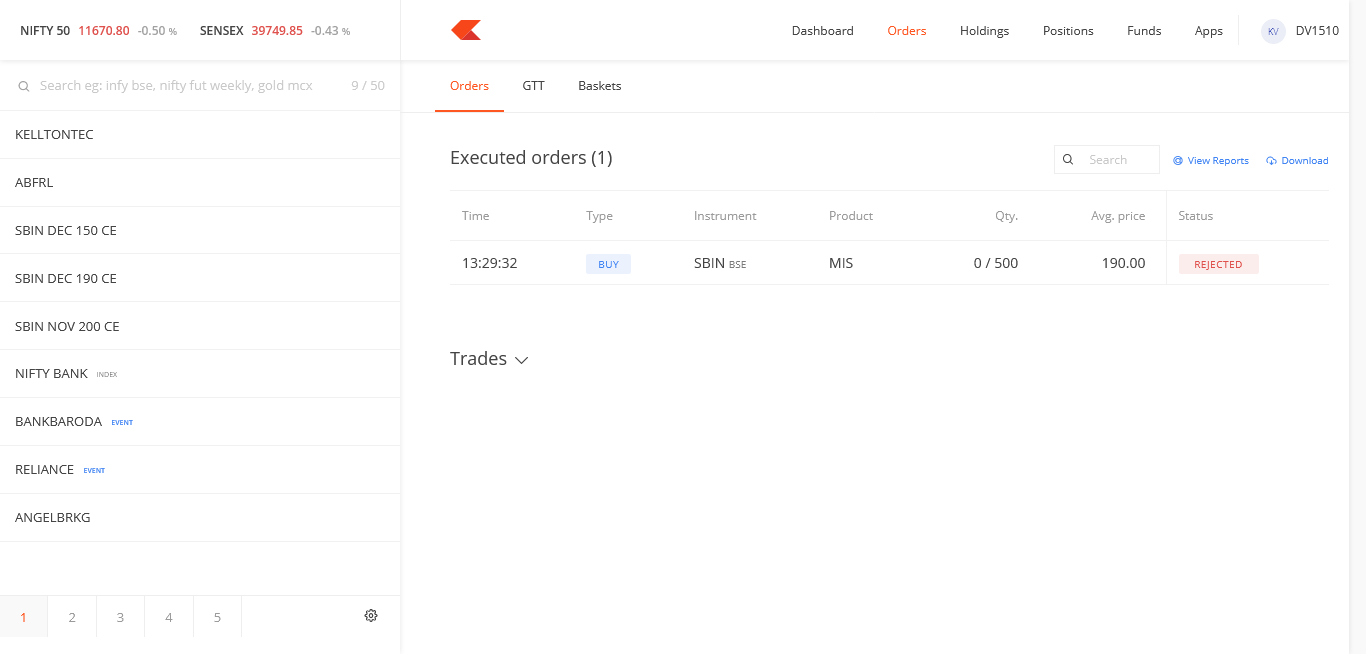 NIFTY 50 11670.80 -0.50 % SENSEX 39749.85 -0.43 %
Dashboard Orders Holdings Positions Funds Apps KV DV1510
Search eg: infy bse, nifty fut weekly, gold mcx 9 / 50
KELLTONTEC
ABFRL
SBIN DEC 150 CE
SBIN DEC 190 CE
SBIN NOV 200 CE
NIFTY BANK INDEX
BANKBARODA EVENT
RELIANCE EVENT
ANGELBRKG
1 2 3 4 5
Orders GTT Baskets
Executed orders (1) Search View Reports Download
Time Type Instrument Product Qty. Avg. price Status
13:29:32 BUY SBIN BSE MIS 0 / 500 190.00 REJECTED
Trades